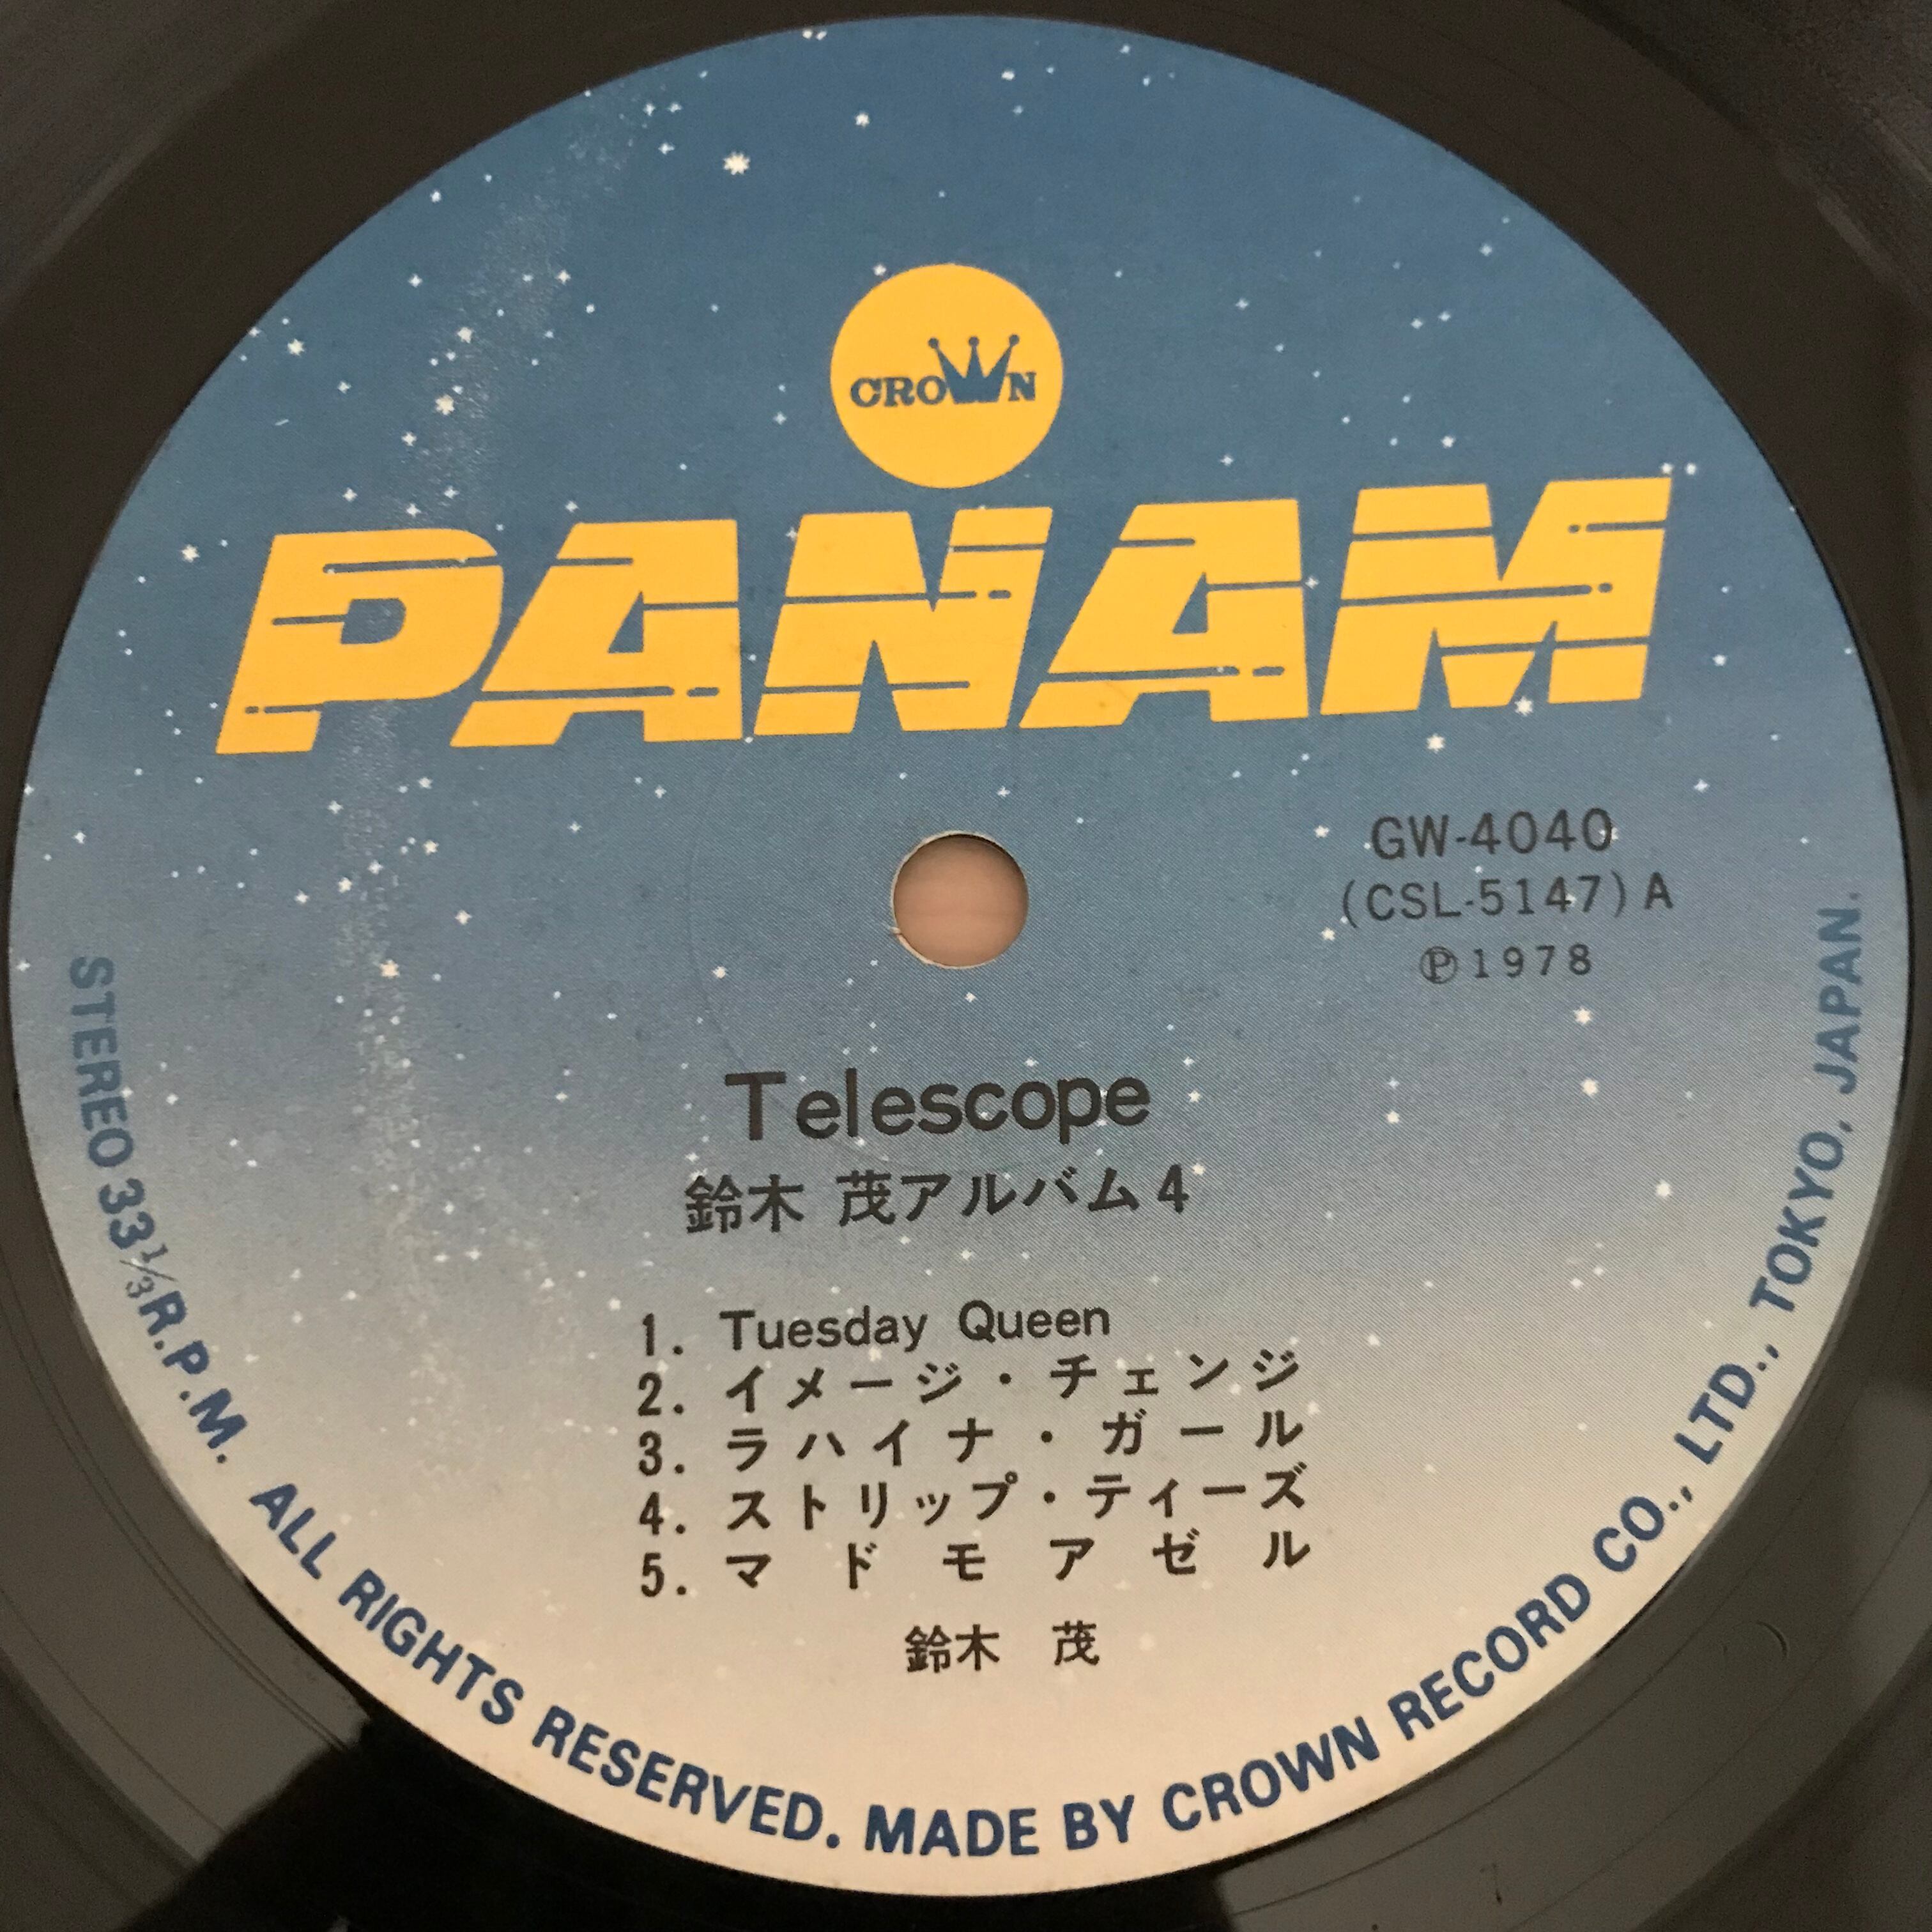 CROWN
PANAM
GW-4040
(CSL-5147) A
Ⓟ1978
Telescope
鈴木 茂アルバム4
1. Tuesday Queen
2. イメージ・チェンジ
3. ラハイナ・ガール
4. ストリップ・ティーズ
5. マドモアゼル
鈴木 茂
STEREO 33⅓ R.P.M. ALL RIGHTS RESERVED. MADE BY CROWN RECORD CO., LTD., TOKYO, JAPAN.